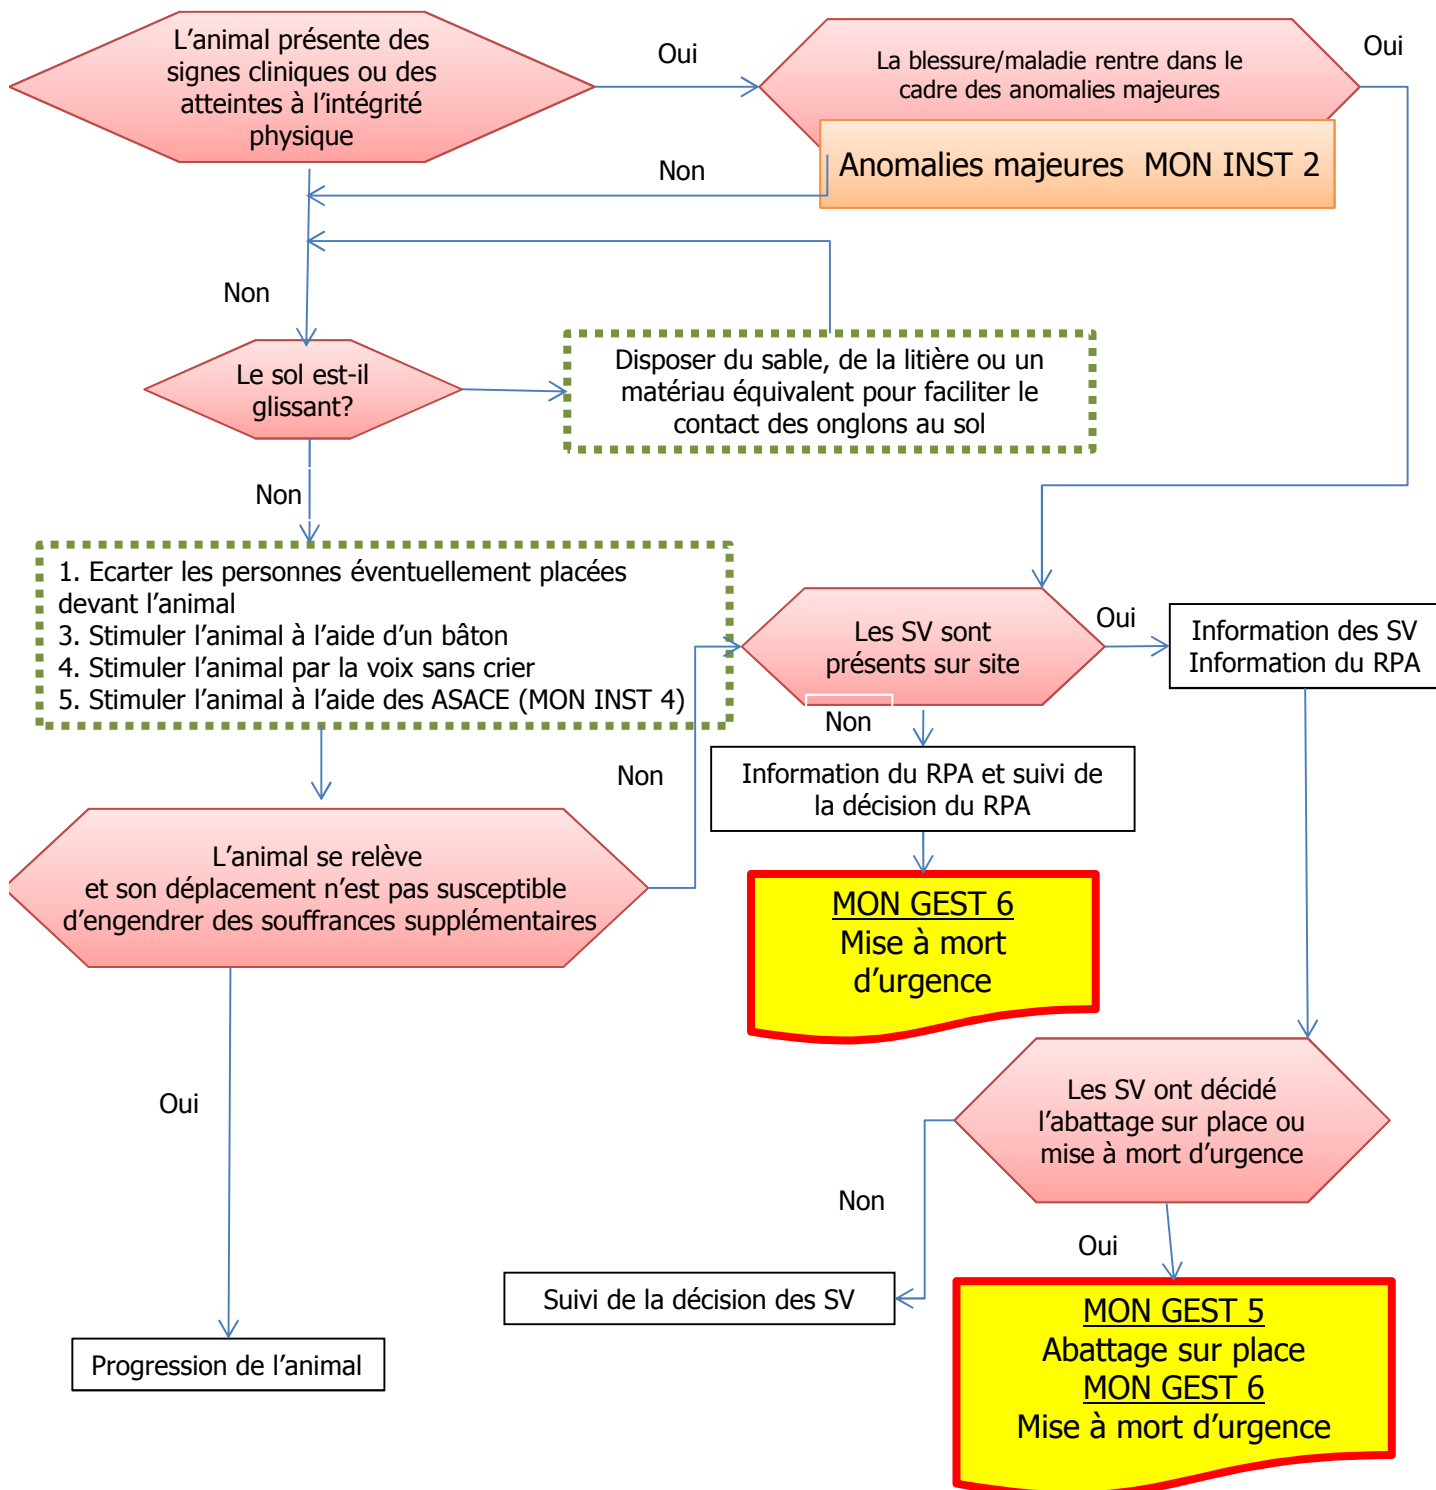 L’animal présente des
signes cliniques ou des
atteintes à l’intégrité
physique
Oui
La blessure/maladie rentre dans le
cadre des anomalies majeures
Oui
Anomalies majeures  MON INST 2
Non
Non
Le sol est-il
glissant?
Disposer du sable, de la litière ou un
matériau équivalent pour faciliter le
contact des onglons au sol
Non
1. Ecarter les personnes éventuellement placées
devant l’animal
3. Stimuler l’animal à l’aide d’un bâton
4. Stimuler l’animal par la voix sans crier
5. Stimuler l’animal à l’aide des ASACE (MON INST 4)
Les SV sont
présents sur site
Oui
Information des SV
Information du RPA
Non
Non
Information du RPA et suivi de
la décision du RPA
L’animal se relève
et son déplacement n’est pas susceptible
d’engendrer des souffrances supplémentaires
MON GEST 6
Mise à mort
d’urgence
Oui
Les SV ont décidé
l’abattage sur place ou
mise à mort d’urgence
Non
Oui
Suivi de la décision des SV
MON GEST 5
Abattage sur place
MON GEST 6
Mise à mort d’urgence
Progression de l’animal